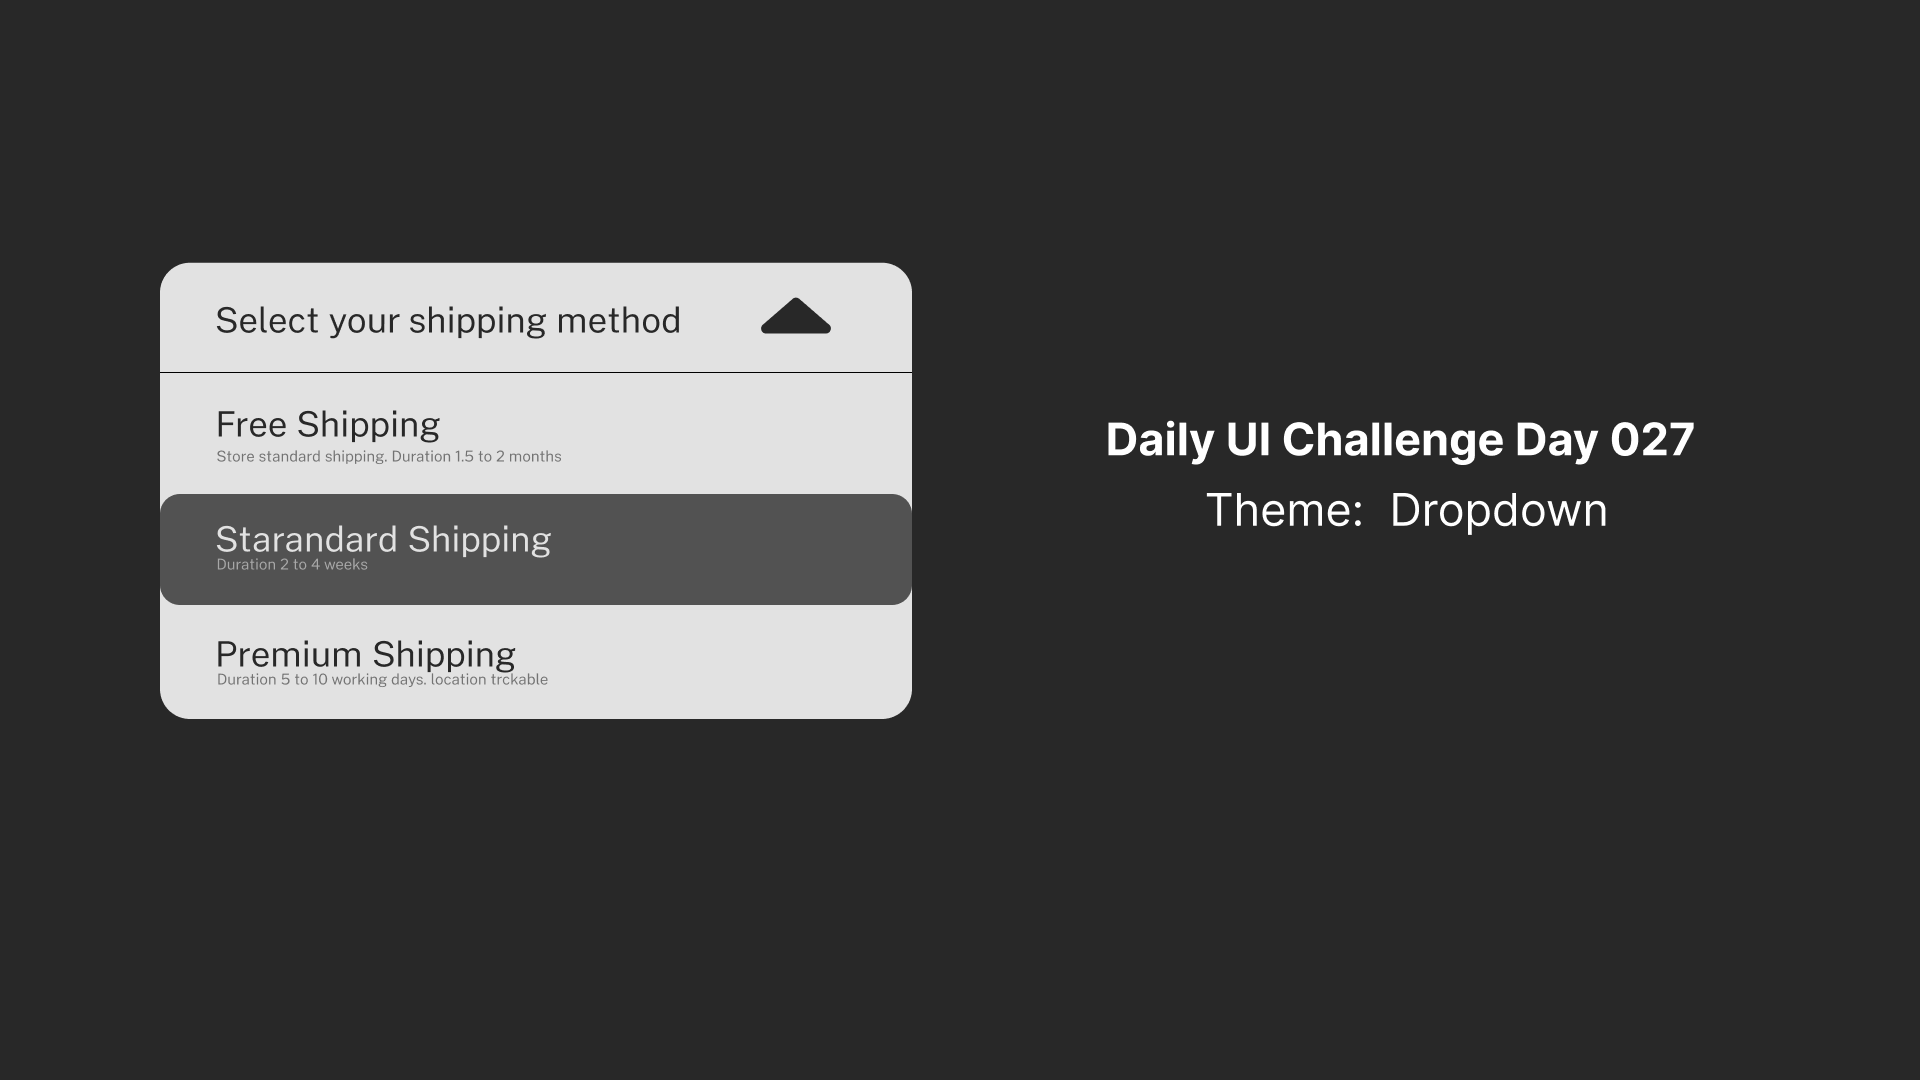 Select your shipping method
Free Shipping
Store standard shipping. Duration 1.5 to 2 months
Starandard Shipping
Duration 2 to 4 weeks
Premium Shipping
Duration 5 to 10 working days. location trckable
Daily UI Challenge Day 027
Theme:  Dropdown